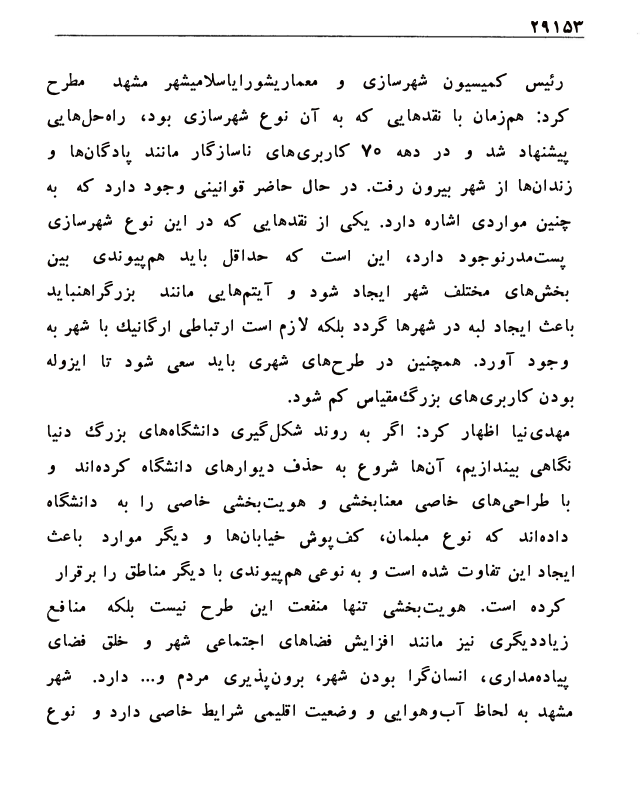 ۲۹۱۵۳
رئیس کمیسیون شهرسازی و معماریشورایاسلامیشهر مشهد مطرح
کرد: هم‌زمان با نقدهایی که به آن نوع شهرسازی بود، راه‌حل‌هایی
پیشنهاد شد و در دهه ۷۰ کاربری‌های ناسازگار مانند پادگان‌ها و
زندان‌ها از شهر بیرون رفت. در حال حاضر قوانینی وجود دارد که به
چنین مواردی اشاره دارد. یکی از نقدهایی که در این نوع شهرسازی
پست‌مدرنوجود دارد، این است که حداقل باید هم‌پیوندی بین
بخش‌های مختلف شهر ایجاد شود و آیتم‌هایی مانند بزرگراهنباید
باعث ایجاد لبه در شهرها گردد بلکه لازم است ارتباطی ارگانیك با شهر به
وجود آورد. همچنین در طرح‌های شهری باید سعی شود تا ایزوله
بودن کاربری‌های بزرگ‌مقیاس کم شود.
مهدی‌نیا اظهار کرد: اگر به روند شکل‌گیری دانشگاه‌های بزرگ دنیا
نگاهی بیندازیم، آن‌ها شروع به حذف دیوارهای دانشگاه کرده‌اند و
با طراحی‌های خاصی معنابخشی و هویت‌بخشی خاصی را به دانشگاه
داده‌اند که نوع مبلمان، کف‌پوش خیابان‌ها و دیگر موارد باعث
ایجاد این تفاوت شده است و به نوعی هم‌پیوندی با دیگر مناطق را برقرار
کرده است. هویت‌بخشی تنها منفعت این طرح نیست بلکه منافع
زیاددیگری نیز مانند افزایش فضاهای اجتماعی شهر و خلق فضای
پیاده‌مداری، انسان‌گرا بودن شهر، برون‌پذیری مردم و... دارد. شهر
مشهد به لحاظ آب‌وهوایی و وضعیت اقلیمی شرایط خاصی دارد و نوع